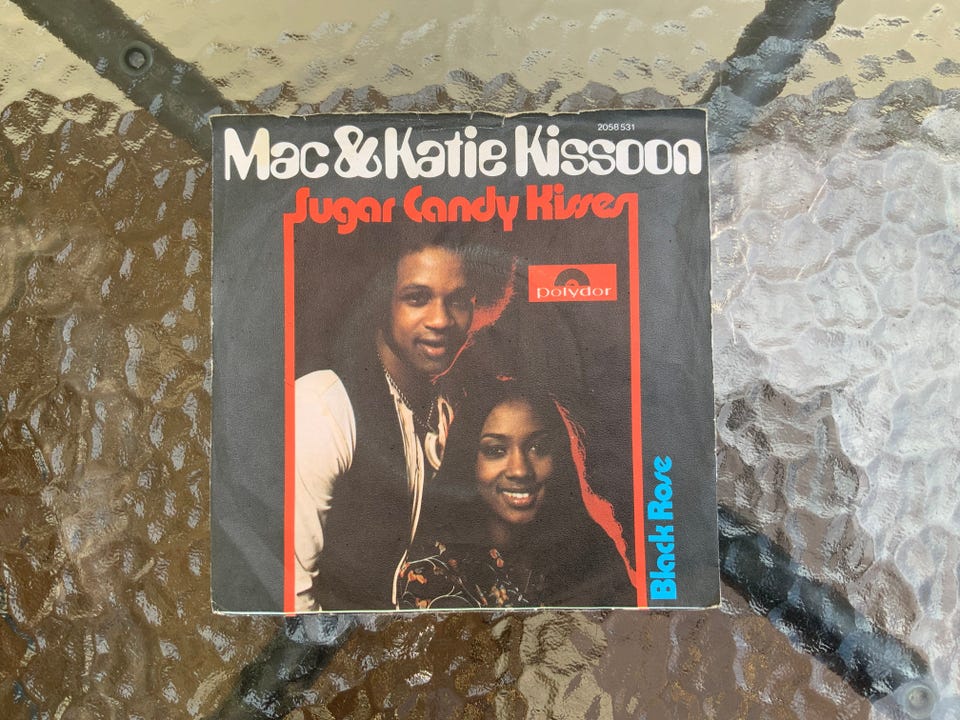 2058 531
Mac & Katie Kissoon
Sugar Candy Kisses
polydor
Black Rose